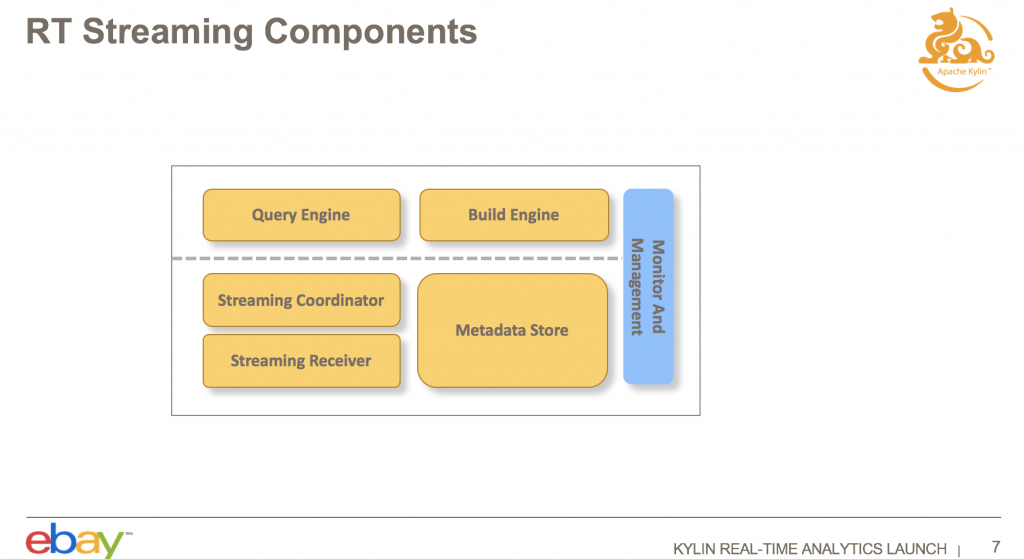 RT Streaming Components
Apache Kylin™
Query Engine
Build Engine
Monitor And
Management
Streaming Coordinator
Metadata Store
Streaming Receiver
ebay™
KYLIN REAL-TIME ANALYTICS LAUNCH | 7